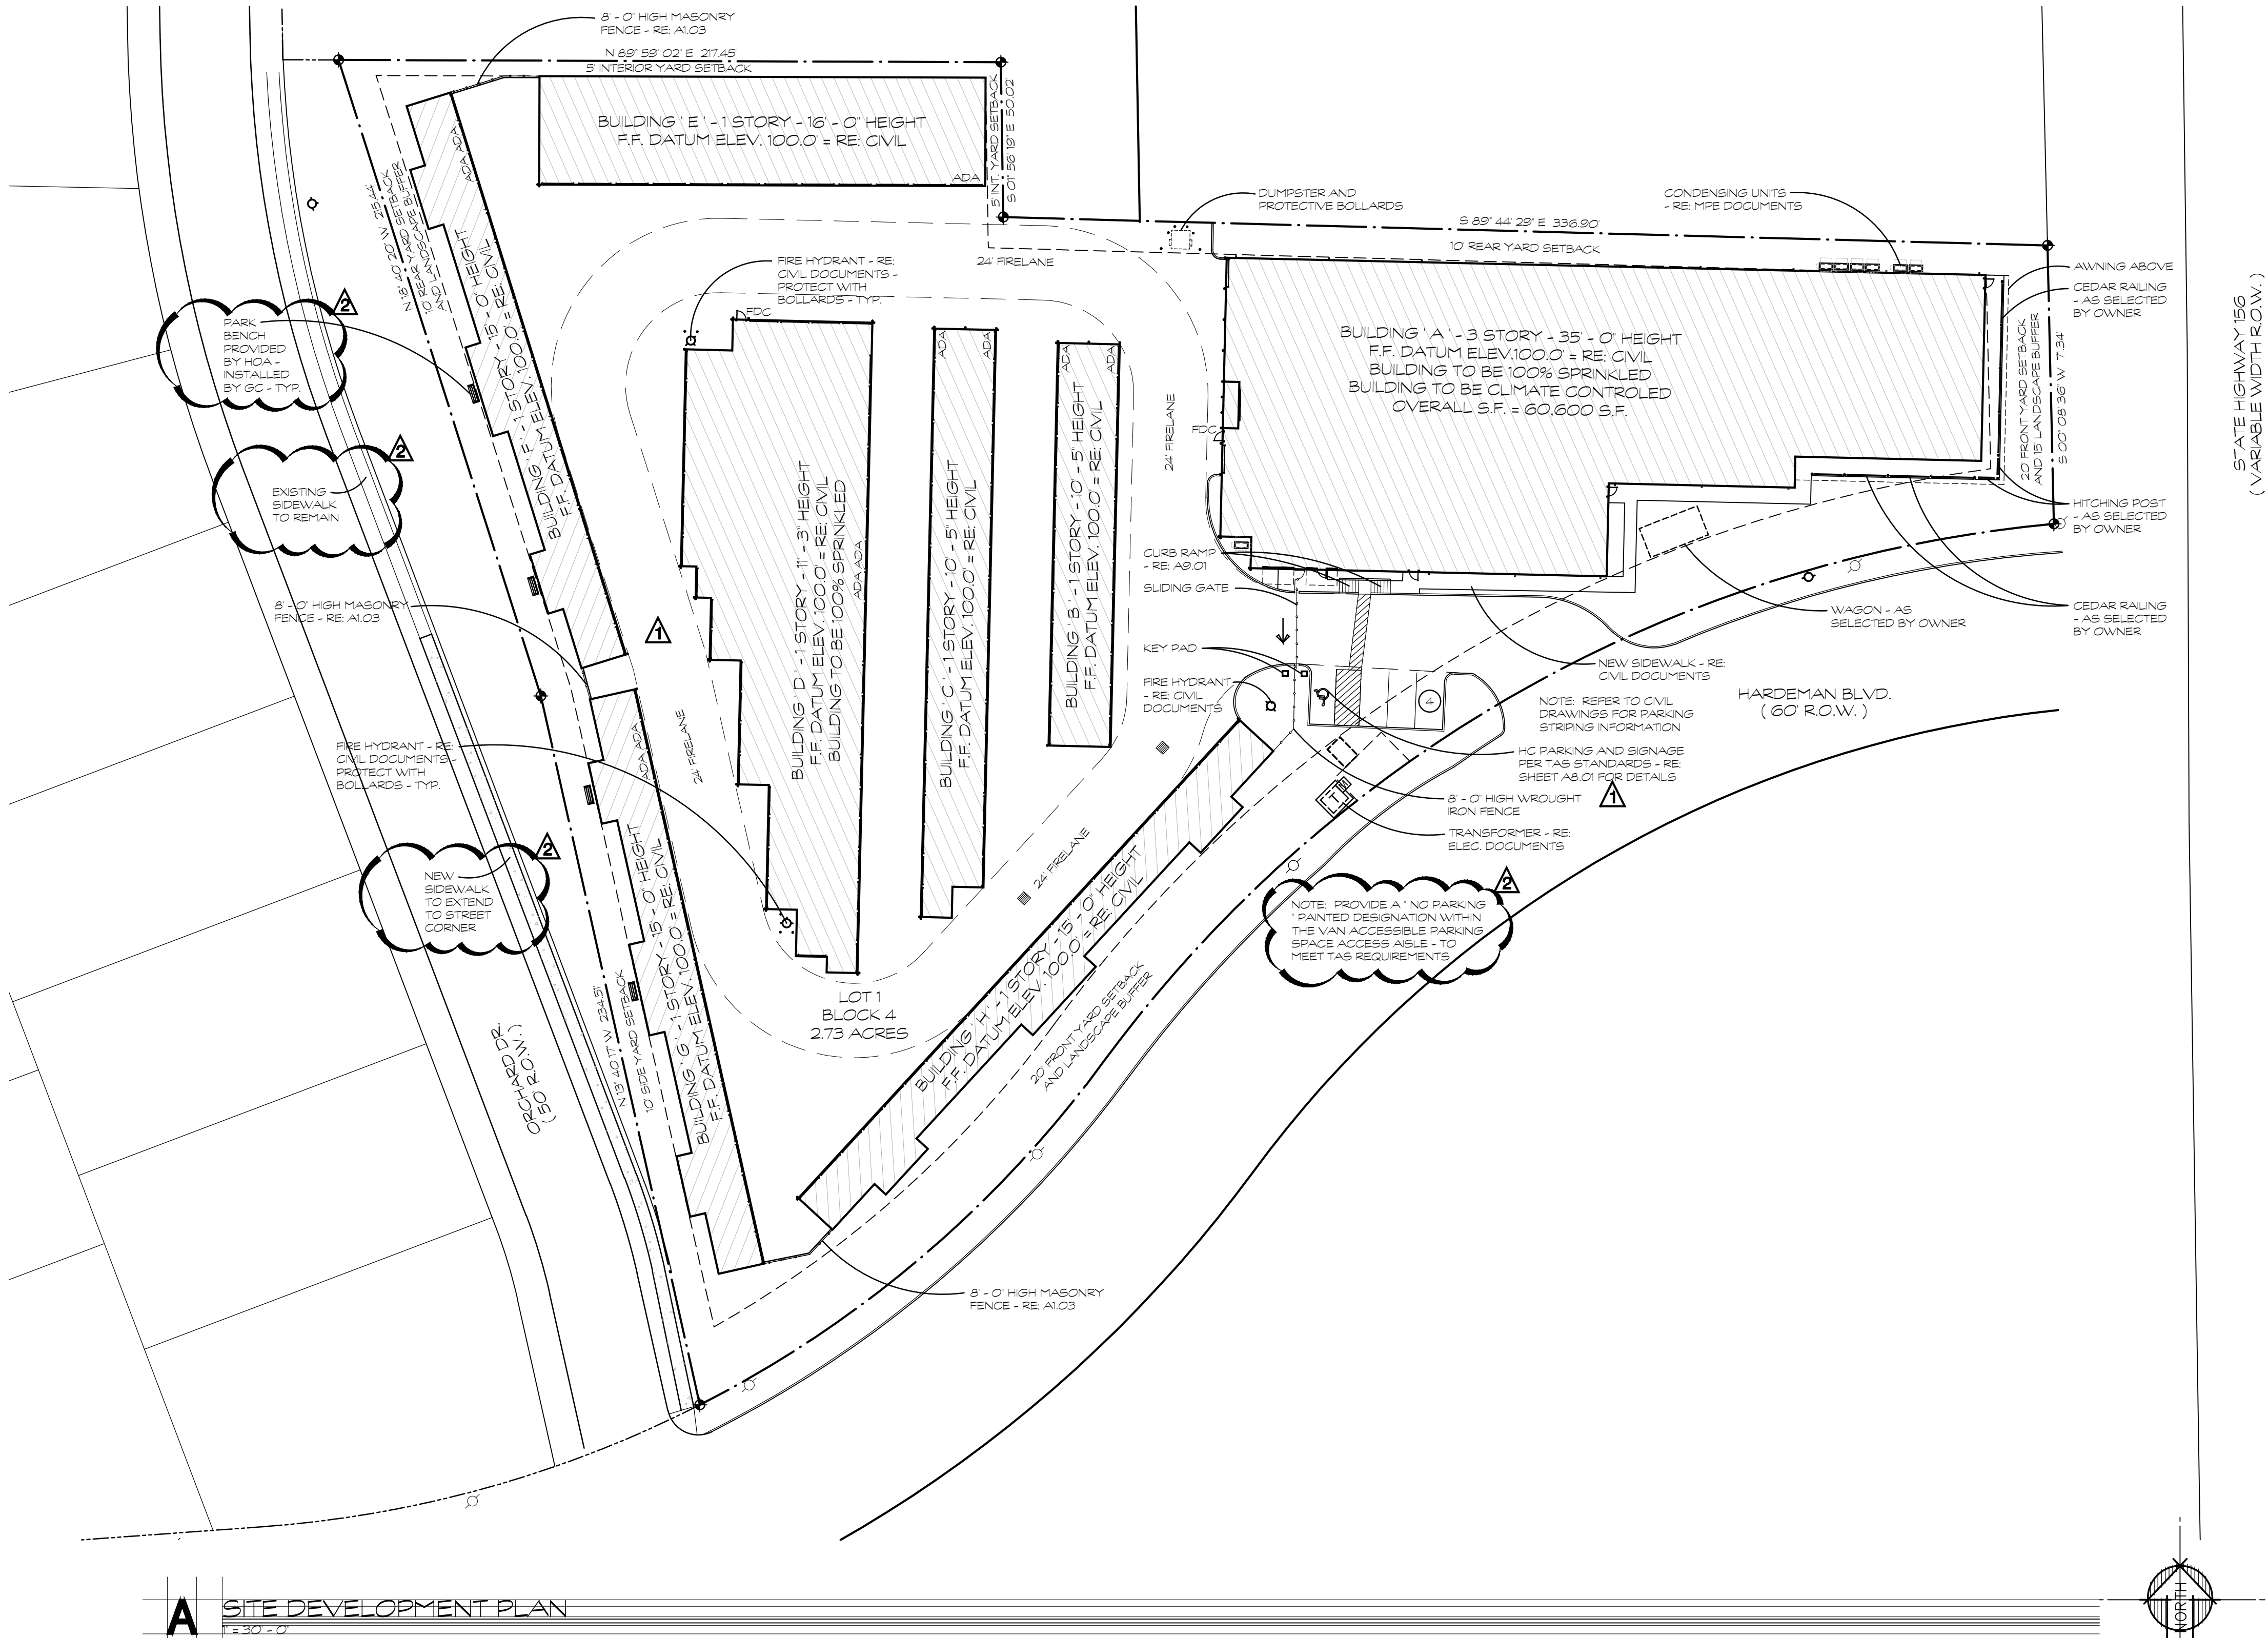 8' - 0" HIGH MASONRY
FENCE - RE: A1.03
N 89° 59' 02" E 217.45'
5' INTERIOR YARD SETBACK
BUILDING ' E ' - 1 STORY - 16' - 0" HEIGHT
F.F. DATUM ELEV. 100.0' = RE: CIVIL
ADA
5' INT. YARD SETBACK
S 01° 56' 19" E 50.02
ADA ADA
N 18° 40' 20" W 215.44'
10' REAR YARD SETBACK
AND LANDSCAPE BUFFER
BUILDING ' F ' - 1 STORY - 15' - 0" HEIGHT
F.F. DATUM ELEV. 100.0' = RE: CIVIL
DUMPSTER AND
PROTECTIVE BOLLARDS
CONDENSING UNITS
- RE: MPE DOCUMENTS
S 89° 44' 29" E 336.90'
10' REAR YARD SETBACK
24' FIRELANE
FIRE HYDRANT - RE:
CIVIL DOCUMENTS -
PROTECT WITH
BOLLARDS - TYP.
FDC
AWNING ABOVE
CEDAR RAILING
- AS SELECTED
BY OWNER
STATE HIGHWAY 156
( VARIABLE WIDTH R.O.W. )
2
PARK
BENCH
PROVIDED
BY HOA -
INSTALLED
BY GC - TYP.
BUILDING ' A ' - 3 STORY - 35' - 0" HEIGHT
F.F. DATUM ELEV.100.0' = RE: CIVIL
BUILDING TO BE 100% SPRINKLED
BUILDING TO BE CLIMATE CONTROLED
OVERALL S.F. = 60,600 S.F.
20' FRONT YARD SETBACK
AND 15' LANDSCAPE BUFFER
S 00° 08' 36" W 71.34'
ADA
ADA
ADA
ADA
24' FIRELANE
FDC
2
EXISTING
SIDEWALK
TO REMAIN
BUILDING ' D ' - 1 STORY - 11' - 3" HEIGHT
F.F. DATUM ELEV. 100.0' = RE: CIVIL
BUILDING TO BE 100% SPRINKLED
ADA ADA
BUILDING ' C ' - 1 STORY - 10' - 5" HEIGHT
F.F. DATUM ELEV. 100.0' = RE: CIVIL
BUILDING ' B ' - 1 STORY - 10' - 5" HEIGHT
F.F. DATUM ELEV. 100.0' = RE: CIVIL
HITCHING POST
- AS SELECTED
BY OWNER
CURB RAMP
- RE: A9.01
SLIDING GATE
8' - 0" HIGH MASONRY
FENCE - RE: A1.03
1
WAGON - AS
SELECTED BY OWNER
CEDAR RAILING
- AS SELECTED
BY OWNER
KEY PAD
NEW SIDEWALK - RE:
CIVIL DOCUMENTS
FIRE HYDRANT
- RE: CIVIL
DOCUMENTS
4
NOTE: REFER TO CIVIL
DRAWINGS FOR PARKING
STRIPING INFORMATION
HARDEMAN BLVD.
( 60' R.O.W. )
FIRE HYDRANT - RE:
CIVIL DOCUMENTS -
PROTECT WITH
BOLLARDS - TYP.
ADA ADA
24' FIRELANE
HC PARKING AND SIGNAGE
PER TAS STANDARDS - RE:
SHEET A8.01 FOR DETAILS
8' - 0" HIGH WROUGHT
IRON FENCE
1
T
TRANSFORMER - RE:
ELEC. DOCUMENTS
2
NEW
SIDEWALK
TO EXTEND
TO STREET
CORNER
BUILDING ' G ' - 1 STORY - 15' - 0" HEIGHT
F.F. DATUM ELEV. 100.0' = RE: CIVIL
24' FIRELANE
BUILDING ' H ' - 1 STORY - 15' - 0" HEIGHT
F.F. DATUM ELEV. 100.0' = RE: CIVIL
2
NOTE: PROVIDE A " NO PARKING
" PAINTED DESIGNATION WITHIN
THE VAN ACCESSIBLE PARKING
SPACE ACCESS AISLE - TO
MEET TAS REQUIREMENTS
LOT 1
BLOCK 4
2.73 ACRES
ORCHARD DR.
( 50' R.O.W. )
N 13° 40' 17" W 234.51'
10' SIDE YARD SETBACK
20' FRONT YARD SETBACK
AND LANDSCAPE BUFFER
8' - 0" HIGH MASONRY
FENCE - RE: A1.03
A
SITE DEVELOPMENT PLAN
1" = 30' - 0"
NORTH